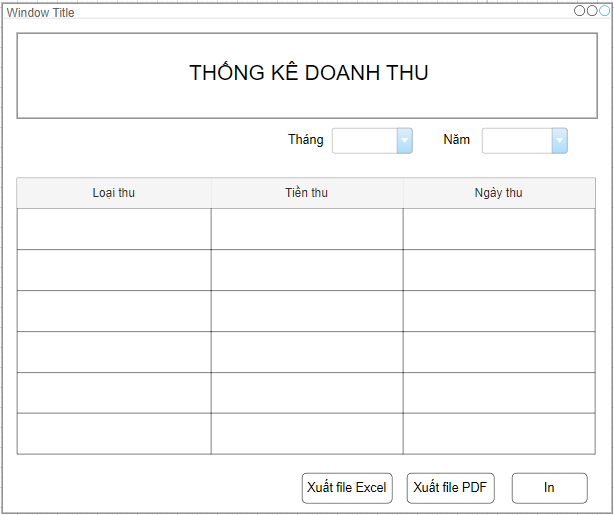 Window Title
THỐNG KÊ DOANH THU
Tháng Năm
Loại thu Tiền thu Ngày thu
Xuất file Excel Xuất file PDF In